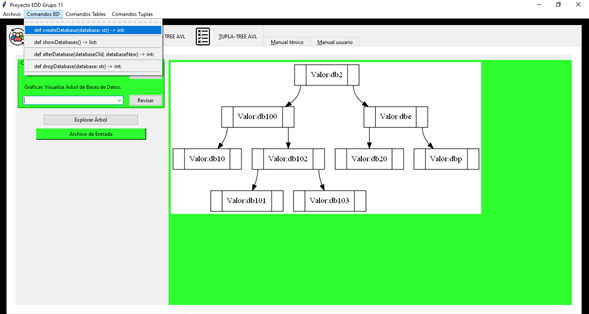 Proyecto EDD Grupo 11
Archivo Comandos BD Comandos Tables Comandos Tuplas
def createDatabase(database: str) -> int:
def showDatabases() -> list:
def alterDatabase(databaseOld, databaseNew) -> int:
def dropDatabase(database: str) -> int:
TREE AVL
TUPLA-TREE AVL
Manual ténico
Manual usuario
Graficar: Visualiza Arbol de Bases de Datos.
Revisar
Explorar Árbol
Archivo de Entrada
Valor:db2
Valor:db100
Valor:dbe
Valor:db10
Valor:db102
Valor:db20
Valor:dbp
Valor:db101
Valor:db103